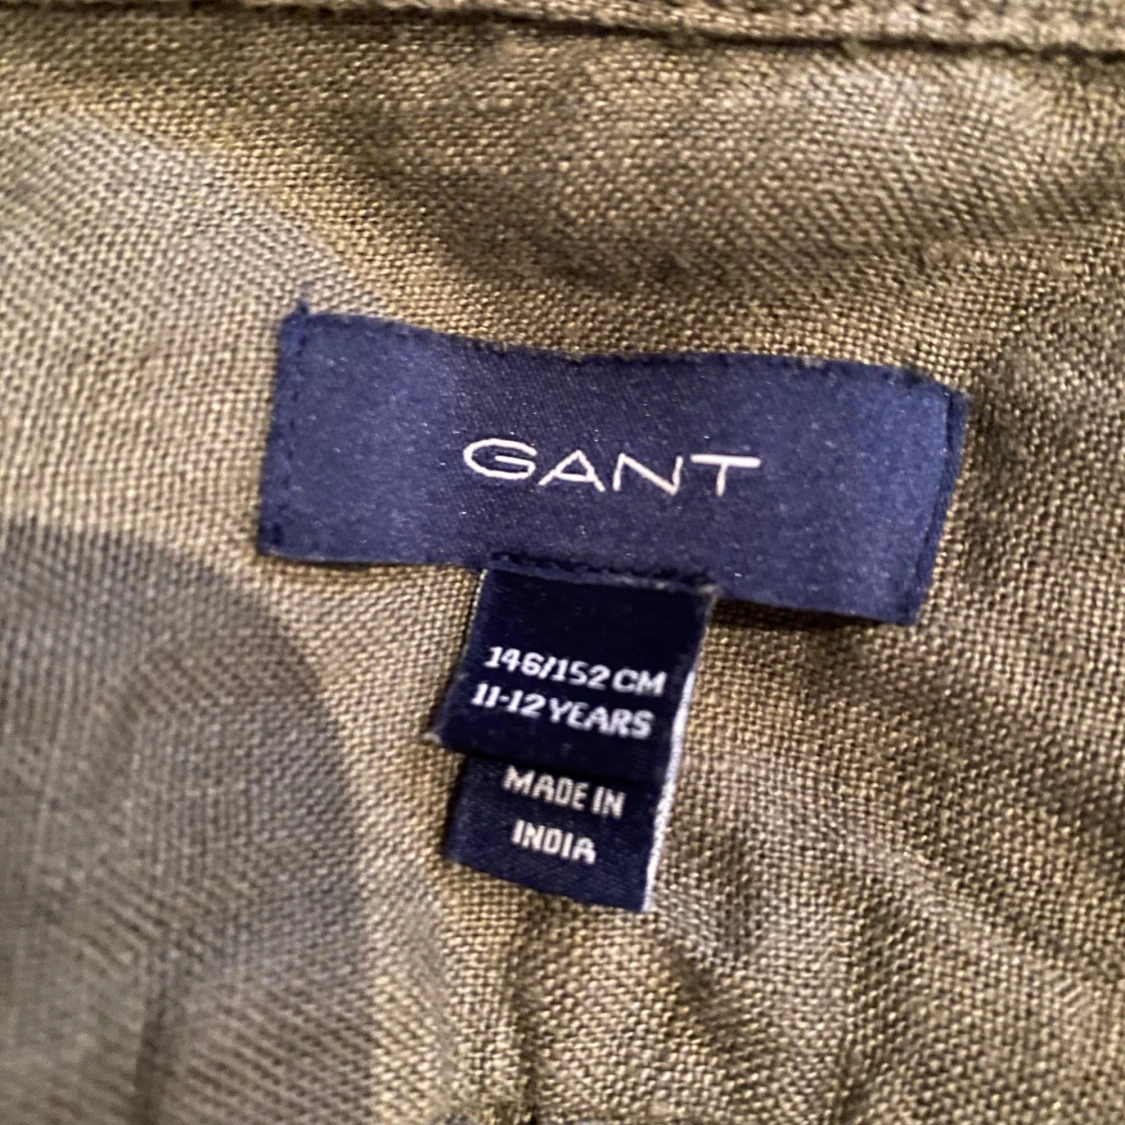 GANT
146/152 CM
11-12 YEARS
MADE IN
INDIA